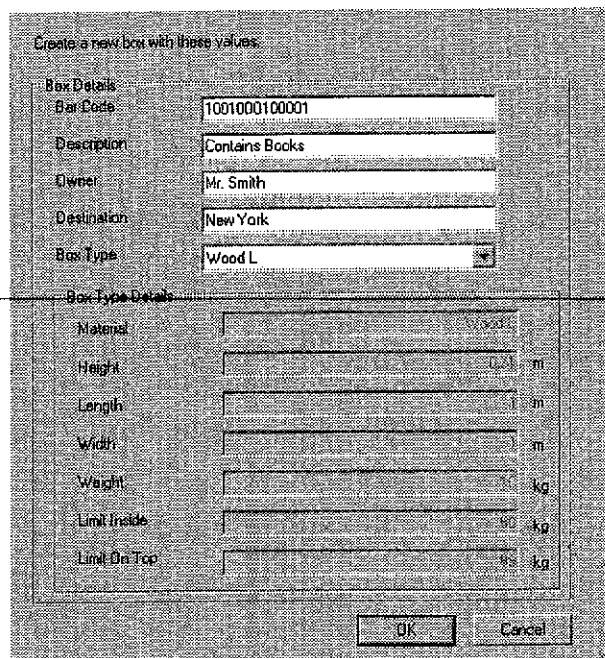 Create a new box with these values.
Box Details
Bar Code 1001000100001
Description Contains Books
Owner Mr. Smith
Destination New York
Box Type Wood L
Box Type Details
Material Wood
Height m
Length 1 m
Width 1 m
Weight kg
Limit Inside kg
Limit On Top kg
OK Cancel